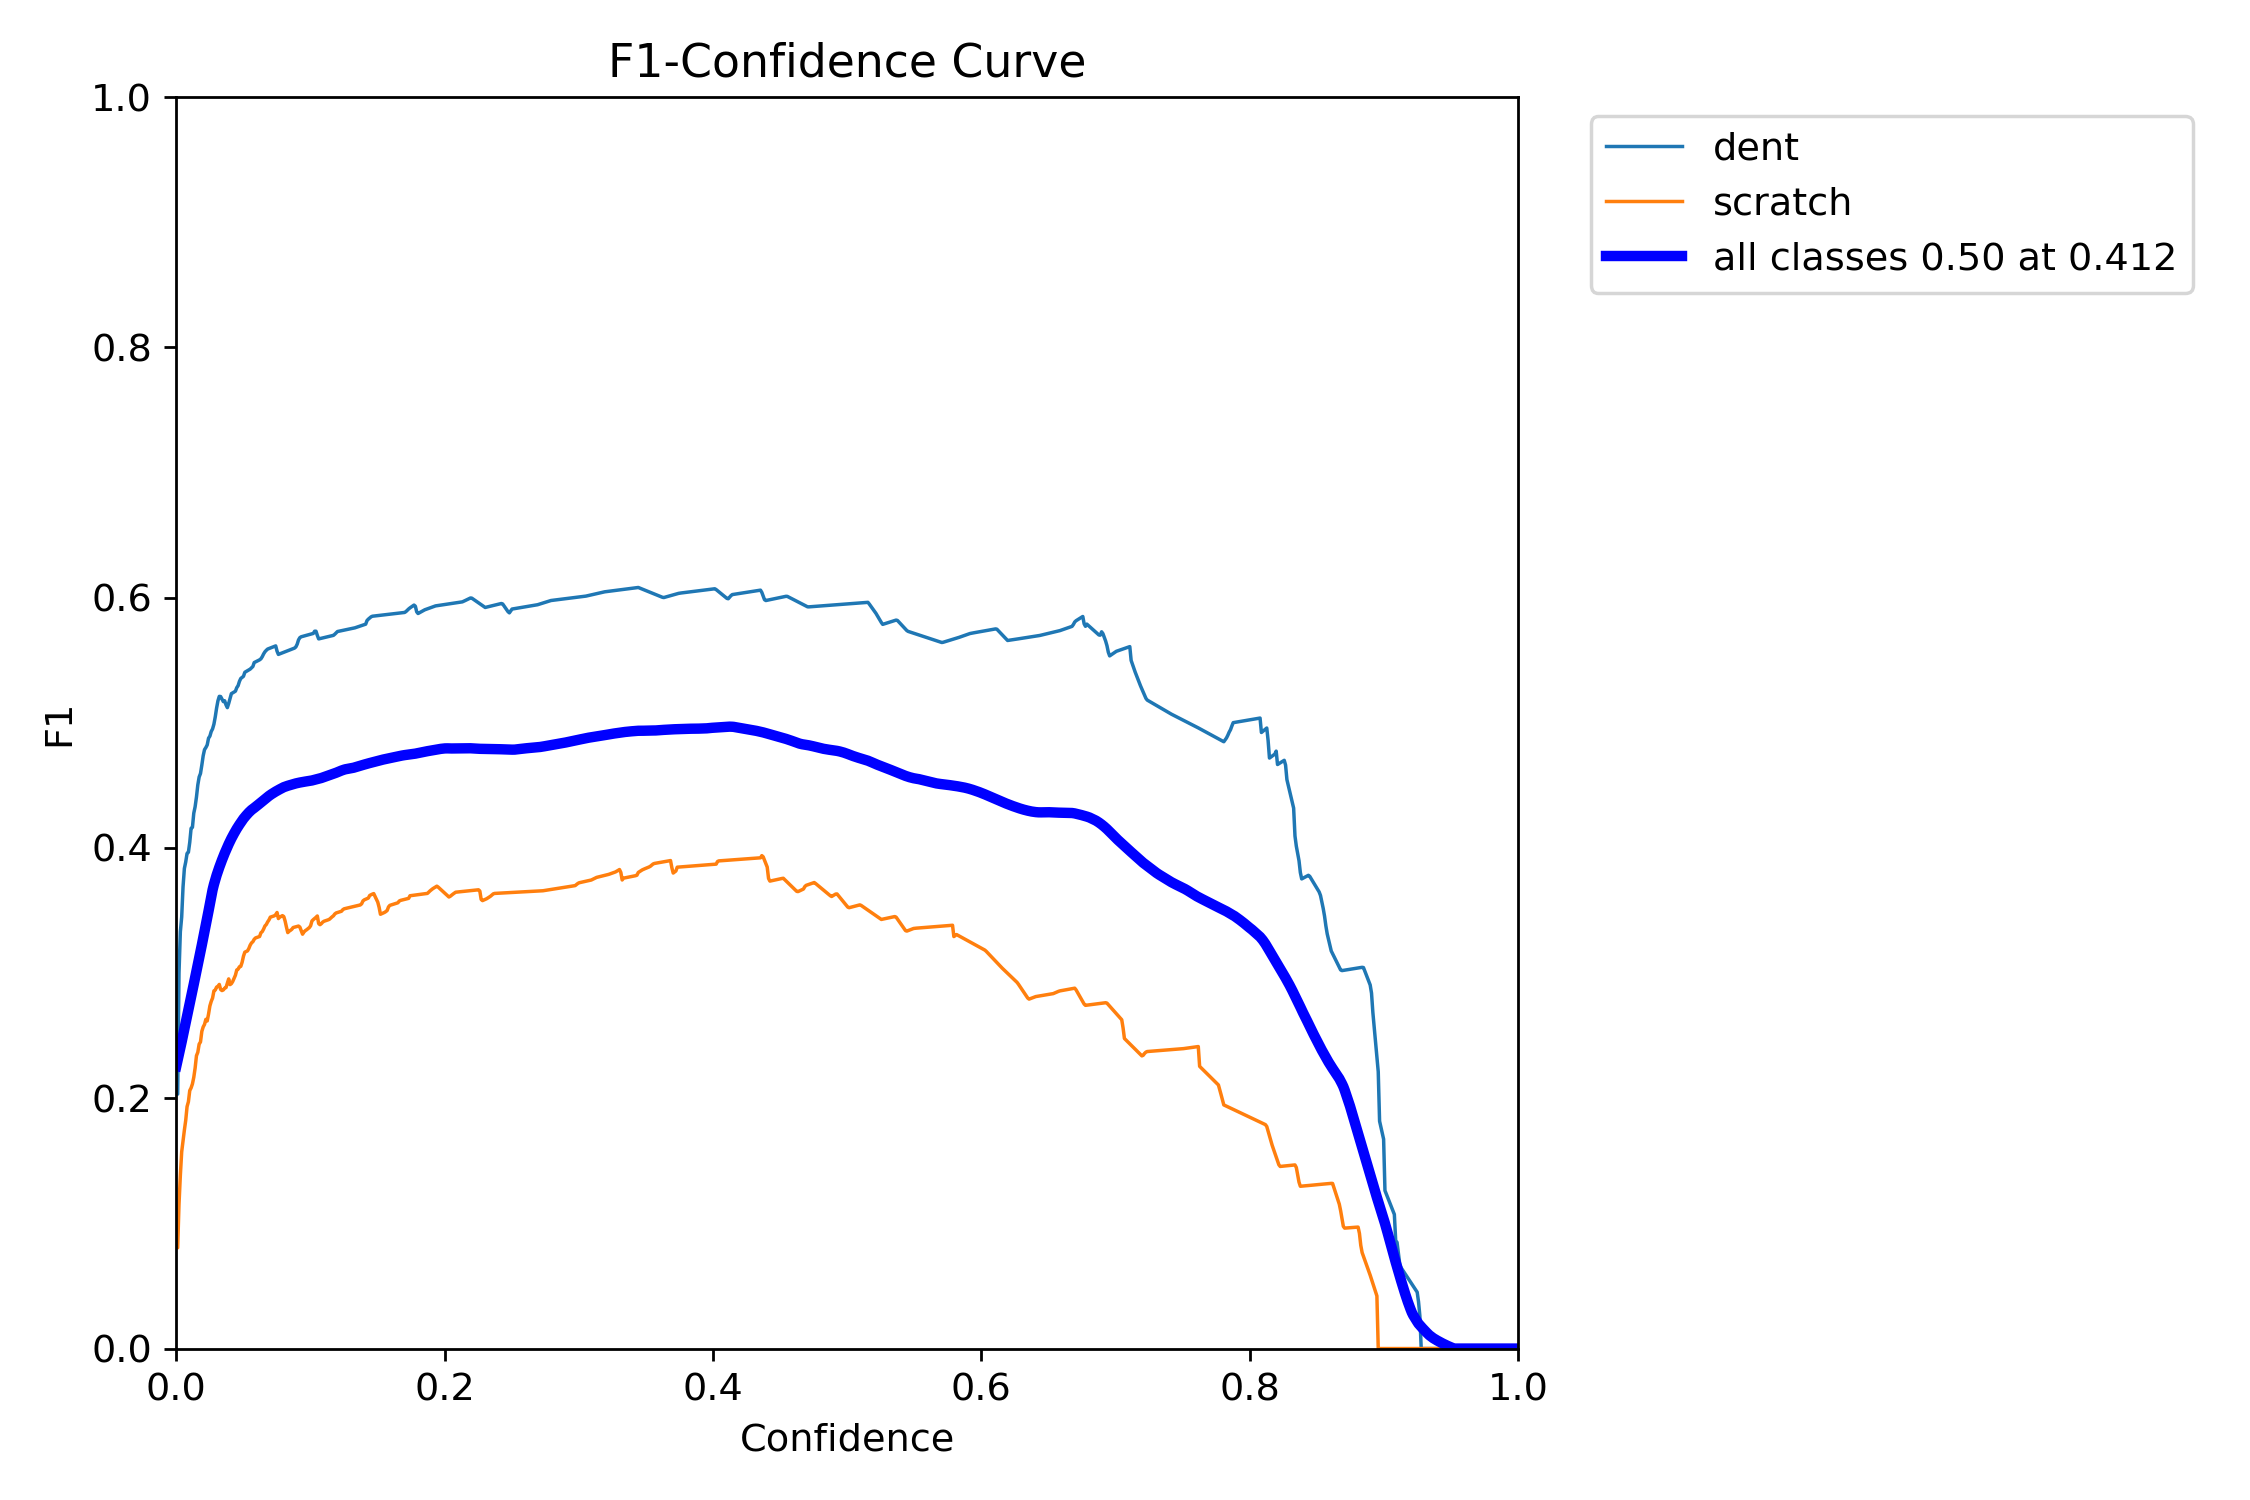 F1-Confidence Curve
1.0
0.8
0.6
0.4
0.2
0.0
F1
0.0 0.2 0.4 0.6 0.8 1.0
Confidence
dent
scratch
all classes 0.50 at 0.412